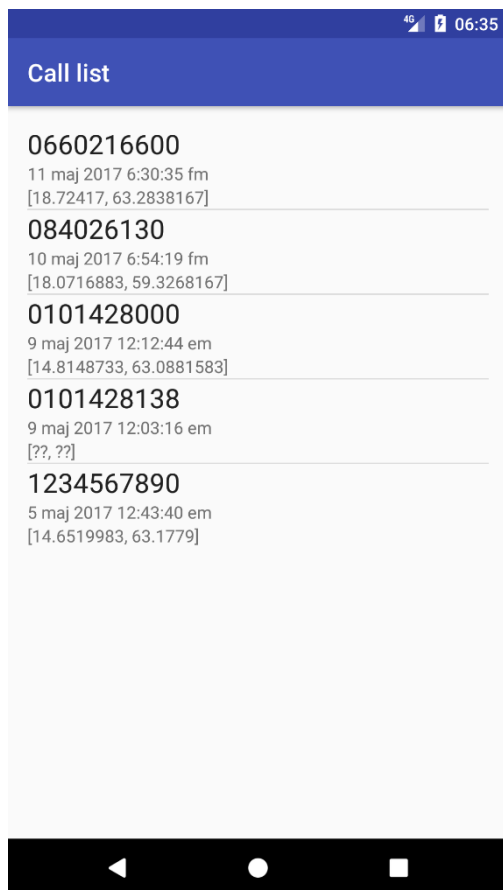 4G 06:35
Call list
0660216600
11 maj 2017 6:30:35 fm
[18.72417, 63.2838167]
084026130
10 maj 2017 6:54:19 fm
[18.0716883, 59.3268167]
0101428000
9 maj 2017 12:12:44 em
[14.8148733, 63.0881583]
0101428138
9 maj 2017 12:03:16 em
[??, ??]
1234567890
5 maj 2017 12:43:40 em
[14.6519983, 63.1779]